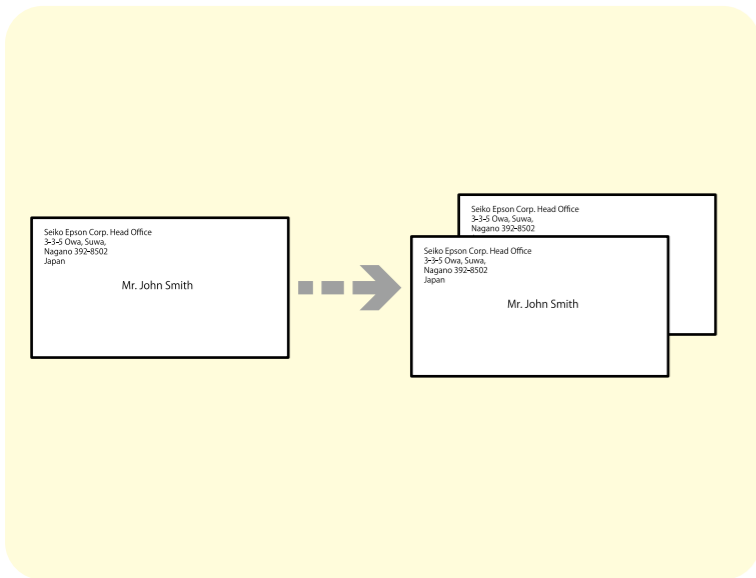 Seiko Epson Corp. Head Office
3-3-5 Owa, Suwa,
Nagano 392-8502
Japan
Mr. John Smith
Seiko Epson Corp. Head Office
3-3-5 Owa, Suwa,
Nagano 392-8502
Seiko Epson Corp. Head Office
3-3-5 Owa, Suwa,
Nagano 392-8502
Japan
Mr. John Smith